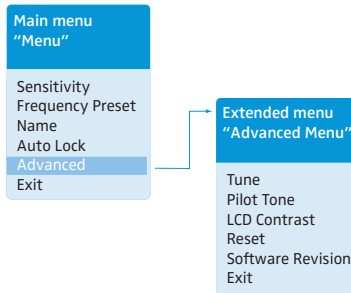 Main menu
“Menu”
Sensitivity
Frequency Preset
Name
Auto Lock
Advanced
Exit
Extended menu
“Advanced Menu”
Tune
Pilot Tone
LCD Contrast
Reset
Software Revision
Exit